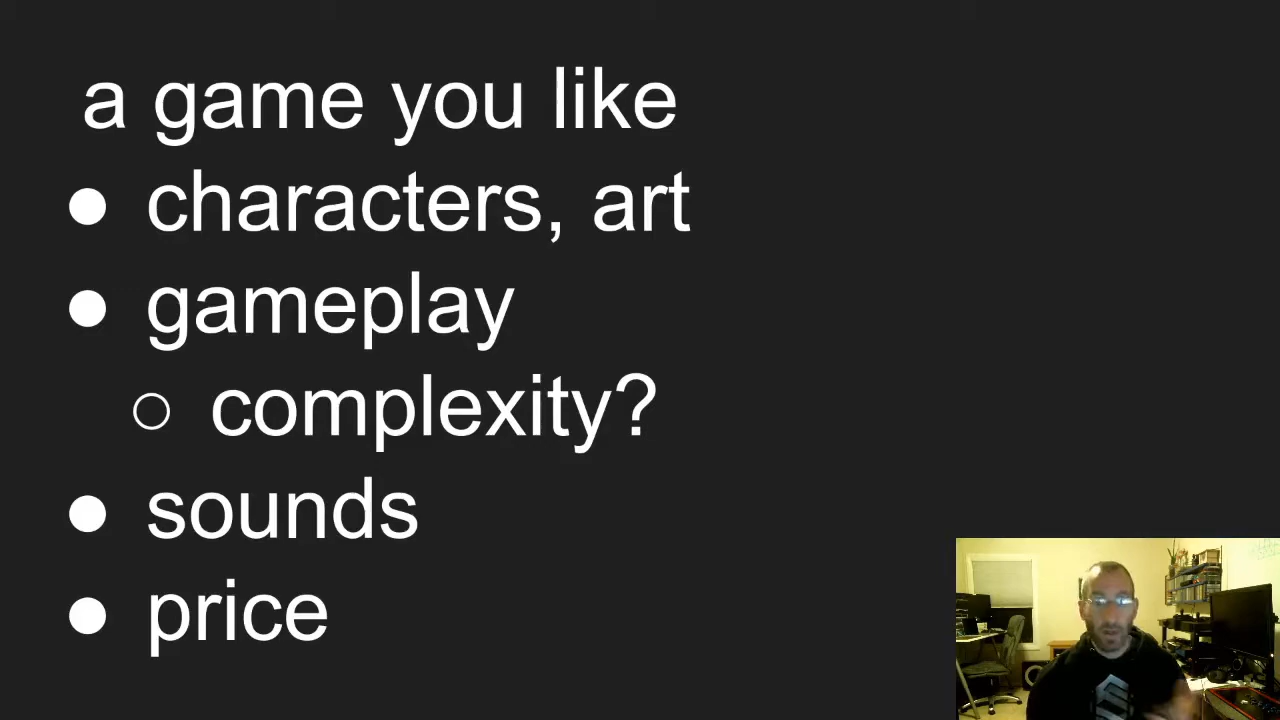 a game you like
● characters, art
● gameplay
○ complexity?
● sounds
● price